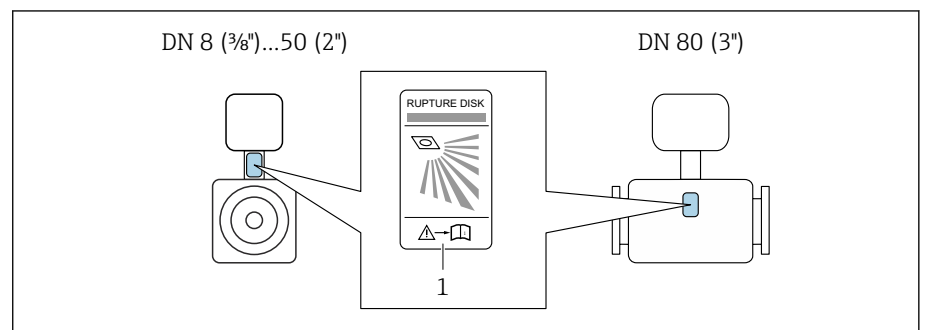 DN 8 (⅜")...50 (2")
DN 80 (3")
RUPTURE DISK
i
1